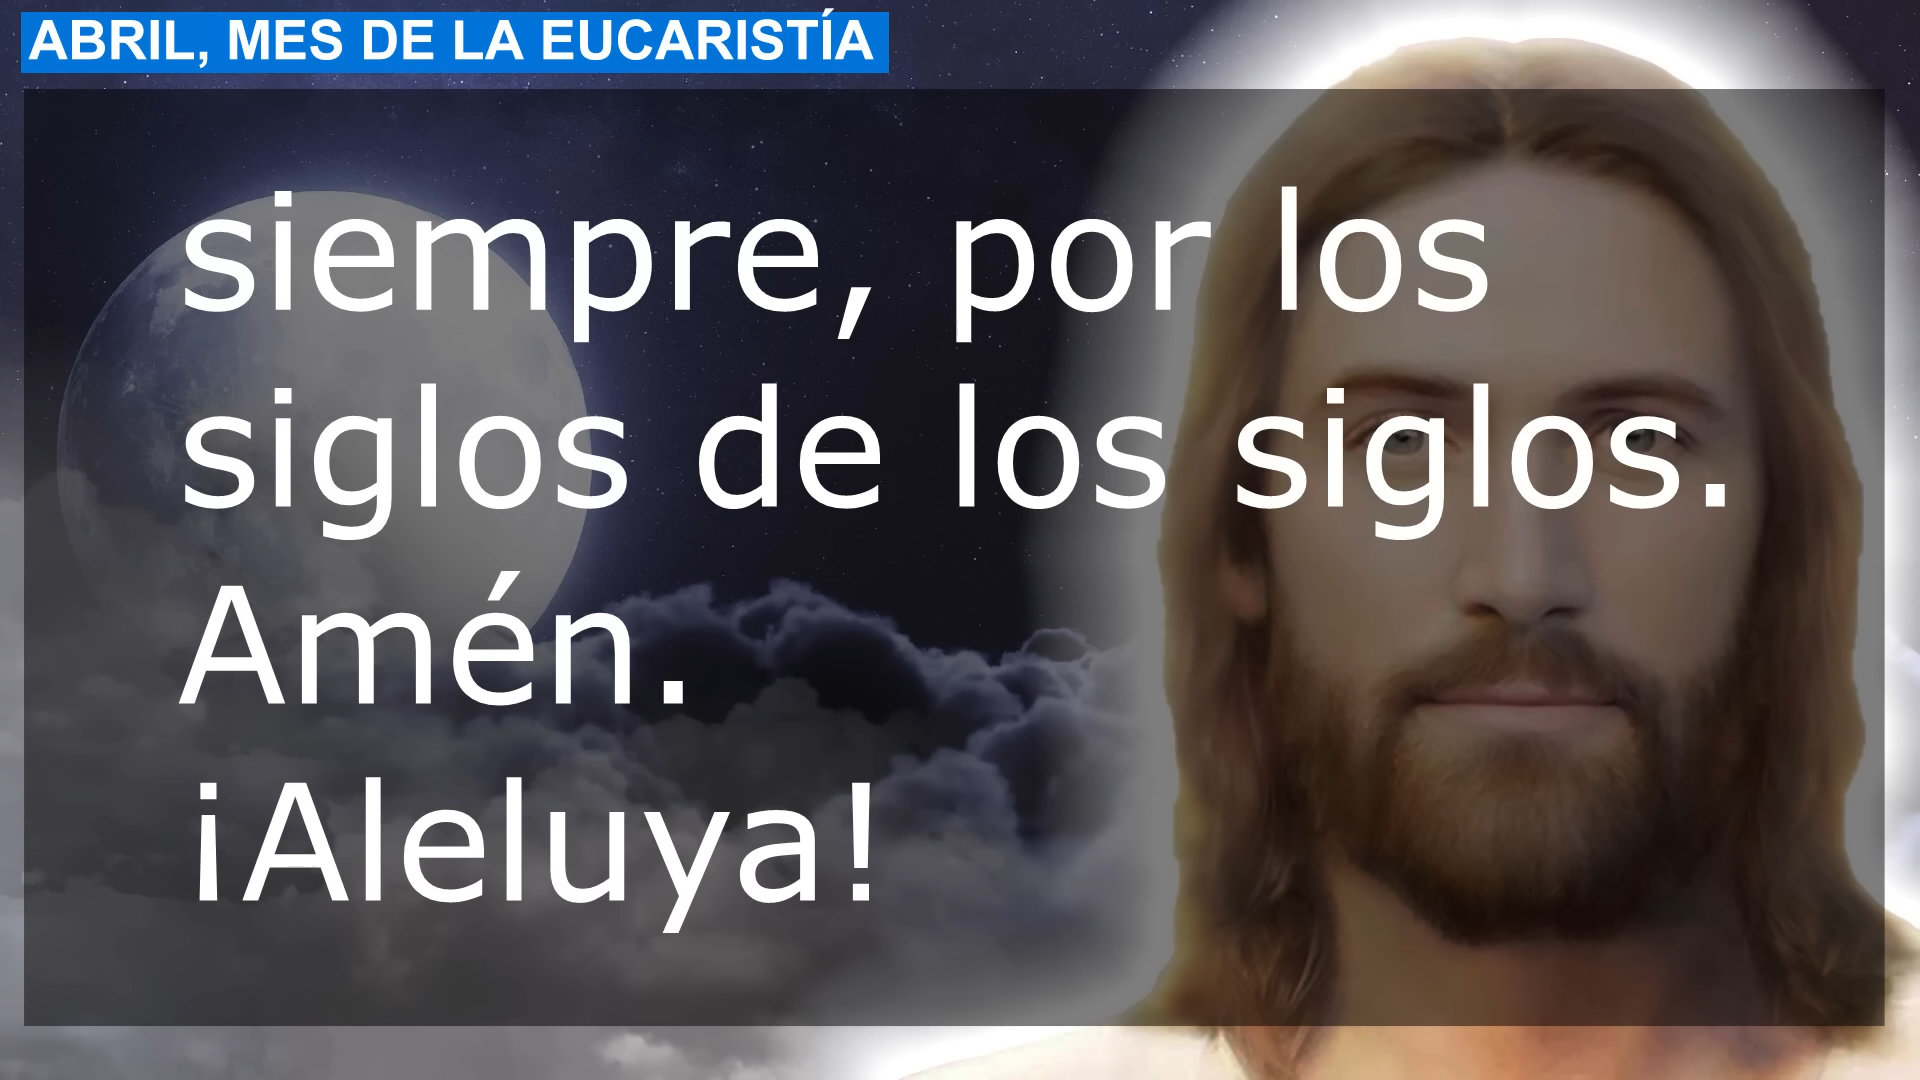 ABRIL, MES DE LA EUCARISTÍA
siempre, por los
siglos de los siglos.
Amén.
¡Aleluya!